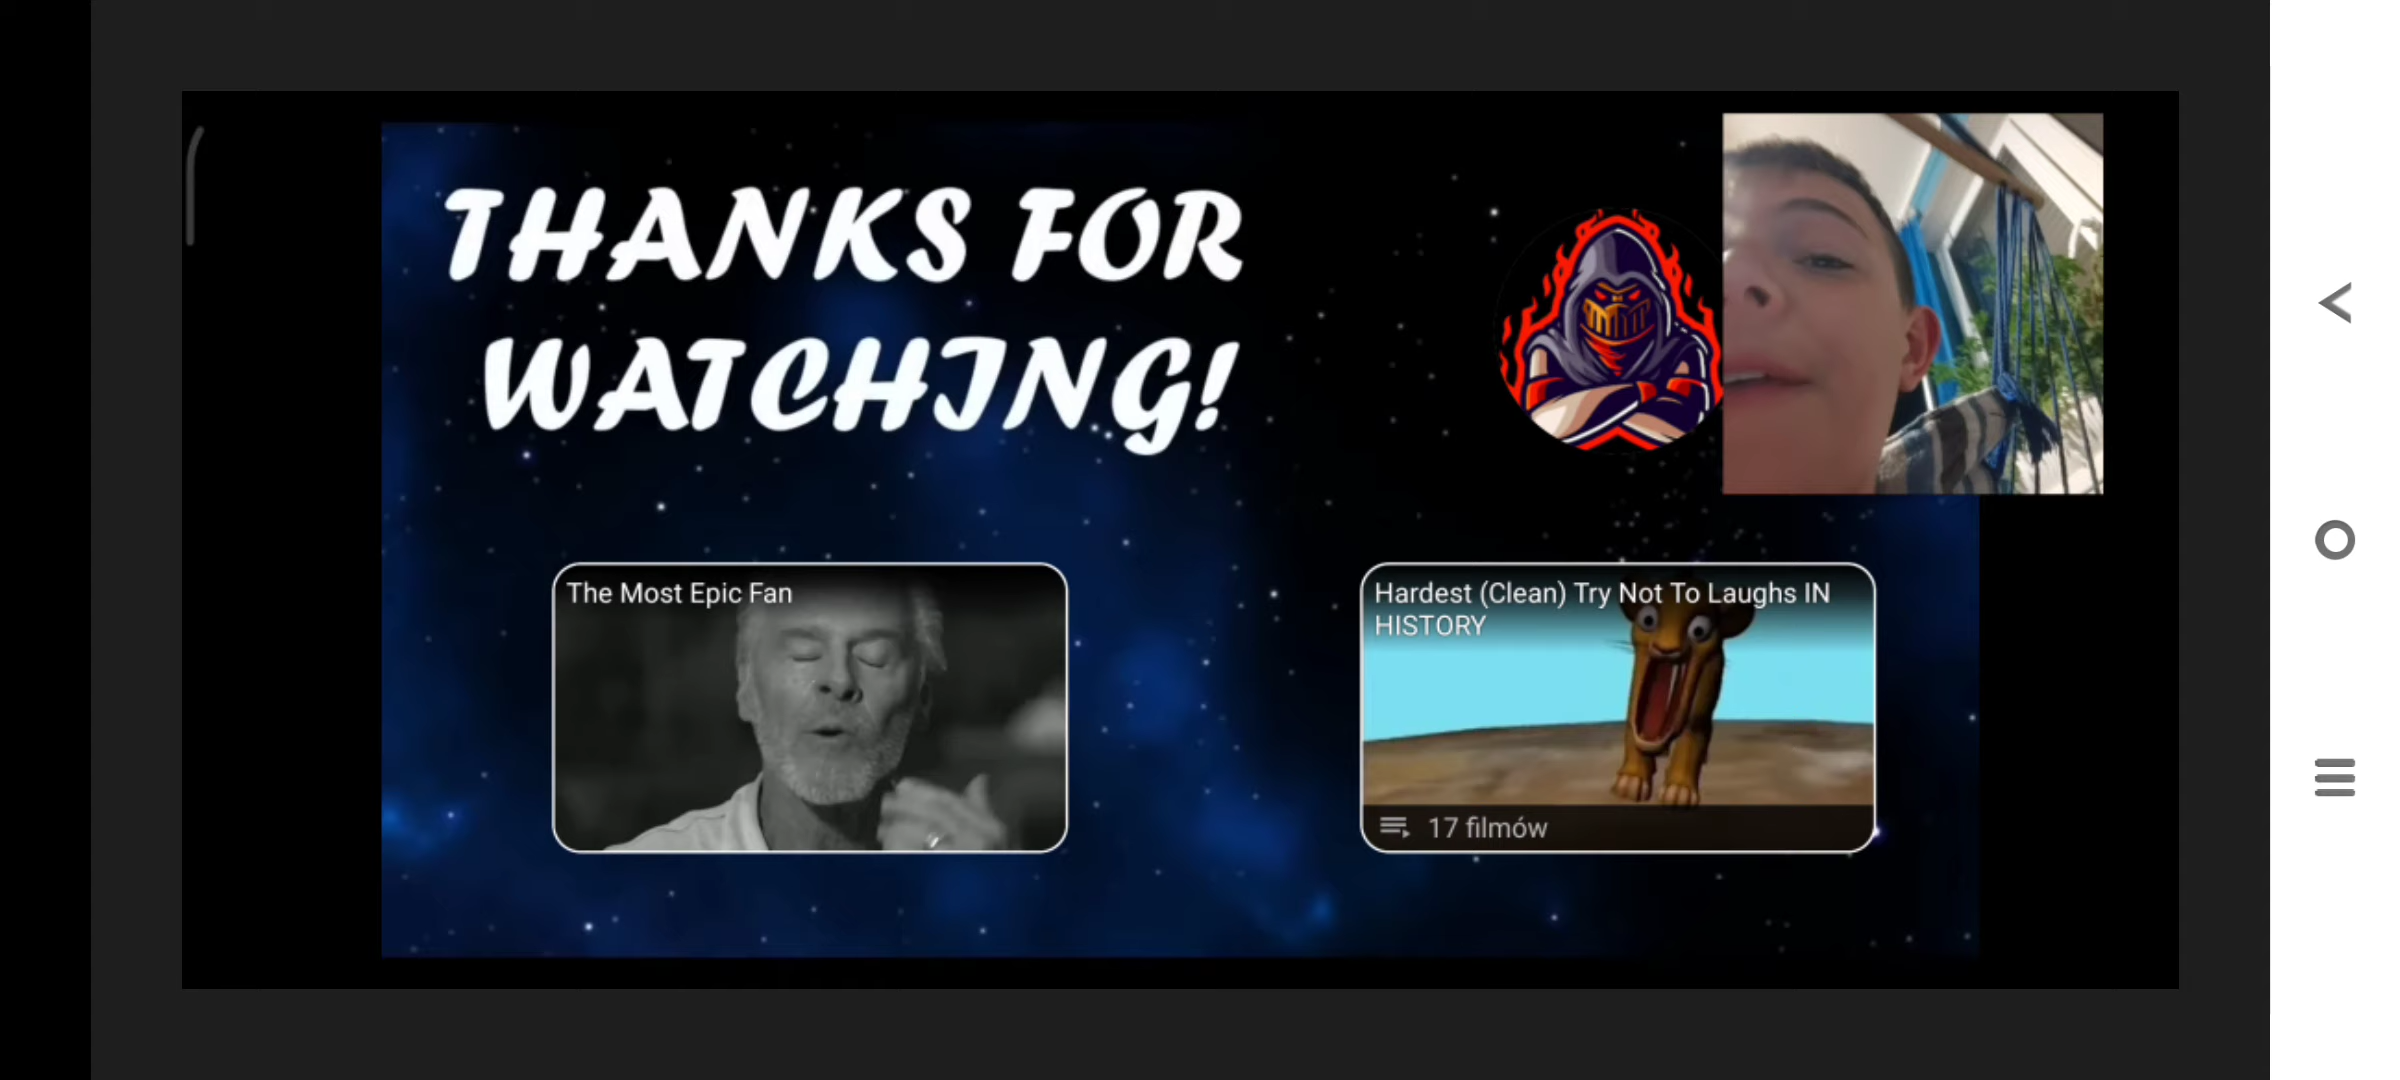 THANKS FOR
WATCHING!
The Most Epic Fan
Hardest (Clean) Try Not To Laughs IN
HISTORY
17 filmów